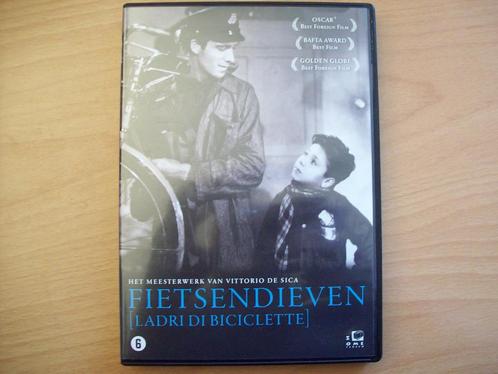 OSCAR
BEST FOREIGN FILM
BAFTA AWARD
BEST FILM
GOLDEN GLOBE
BEST FOREIGN FILM
HET MEESTERWERK VAN VITTORIO DE SICA
FIETSENDIEVEN
[LADRI DI BICICLETTE]
6